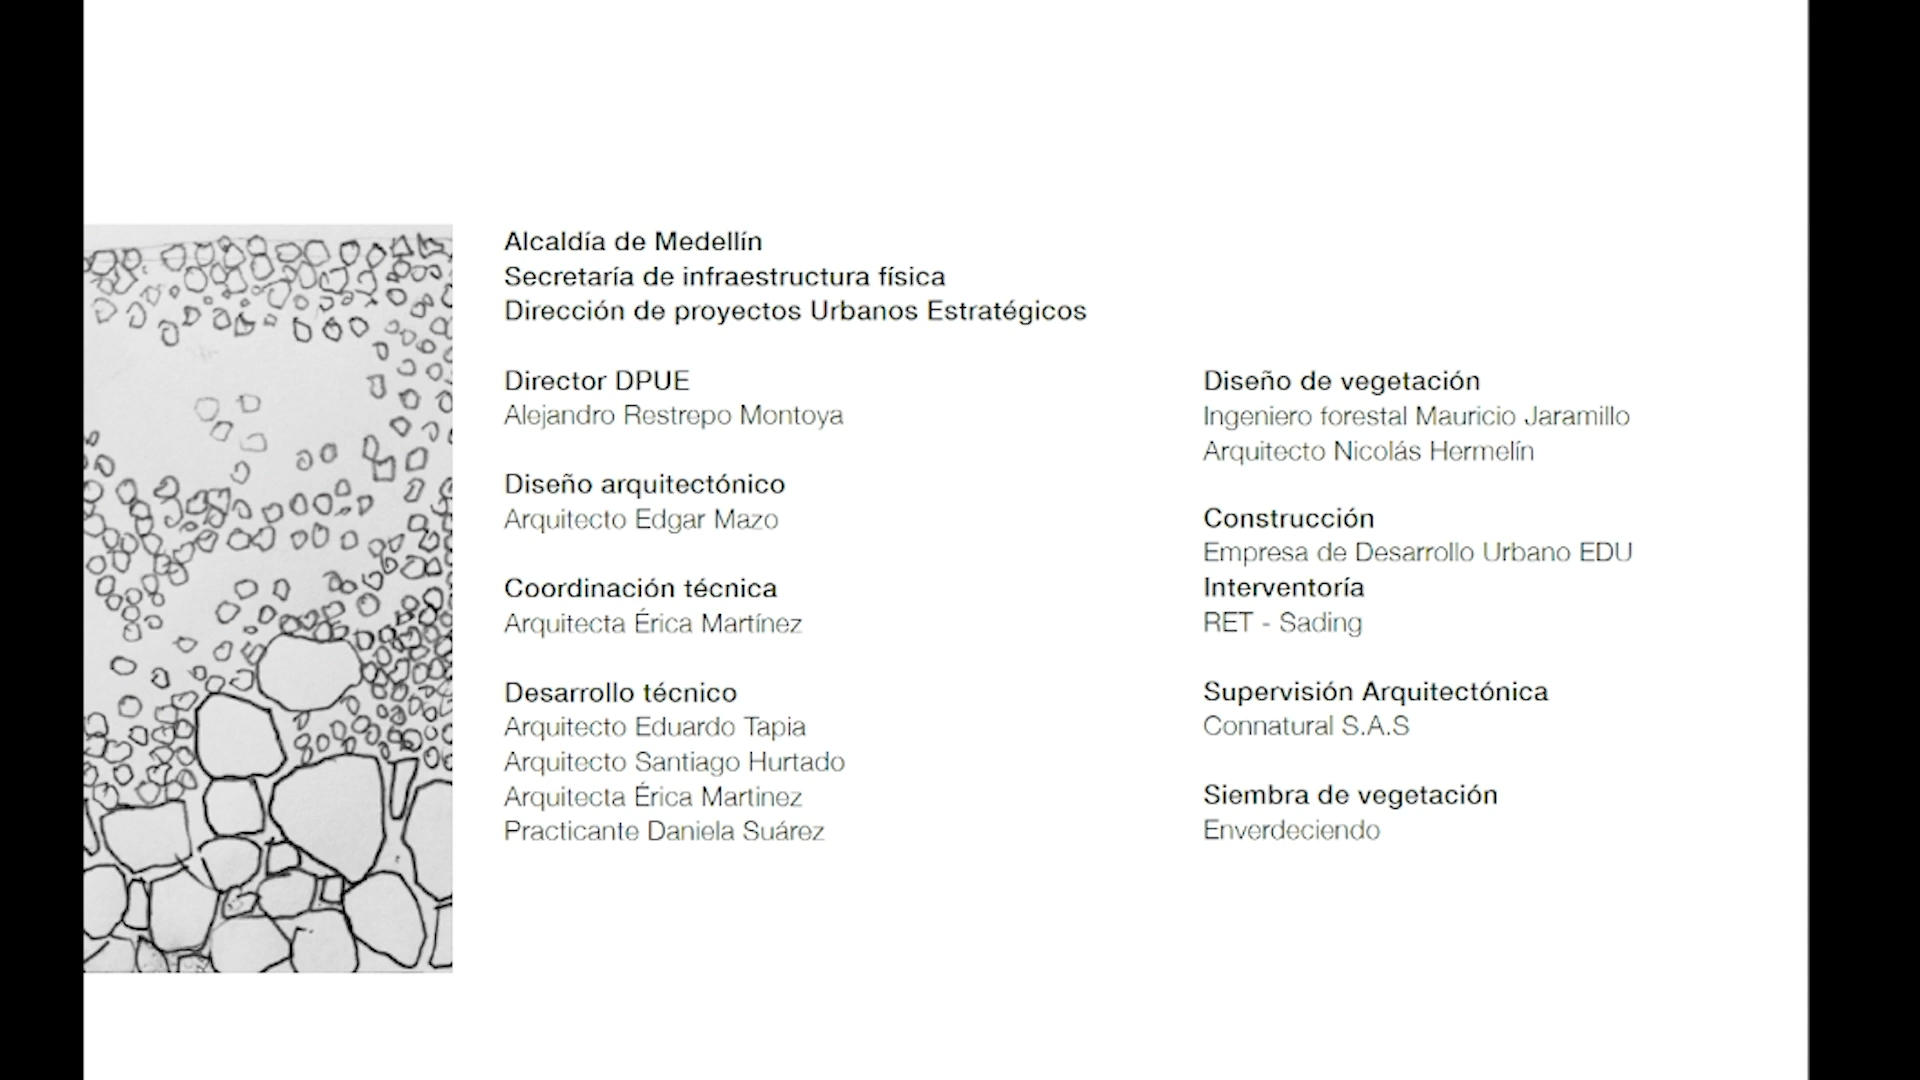 Alcaldía de Medellín
Secretaría de infraestructura física
Dirección de proyectos Urbanos Estratégicos
Director DPUE
Alejandro Restrepo Montoya
Diseño arquitectónico
Arquitecto Edgar Mazo
Coordinación técnica
Arquitecta Érica Martínez
Desarrollo técnico
Arquitecto Eduardo Tapia
Arquitecto Santiago Hurtado
Arquitecta Érica Martinez
Practicante Daniela Suárez
Diseño de vegetación
Ingeniero forestal Mauricio Jaramillo
Arquitecto Nicolás Hermelín
Construcción
Empresa de Desarrollo Urbano EDU
Interventoría
RET - Sading
Supervisión Arquitectónica
Connatural S.A.S
Siembra de vegetación
Enverdeciendo